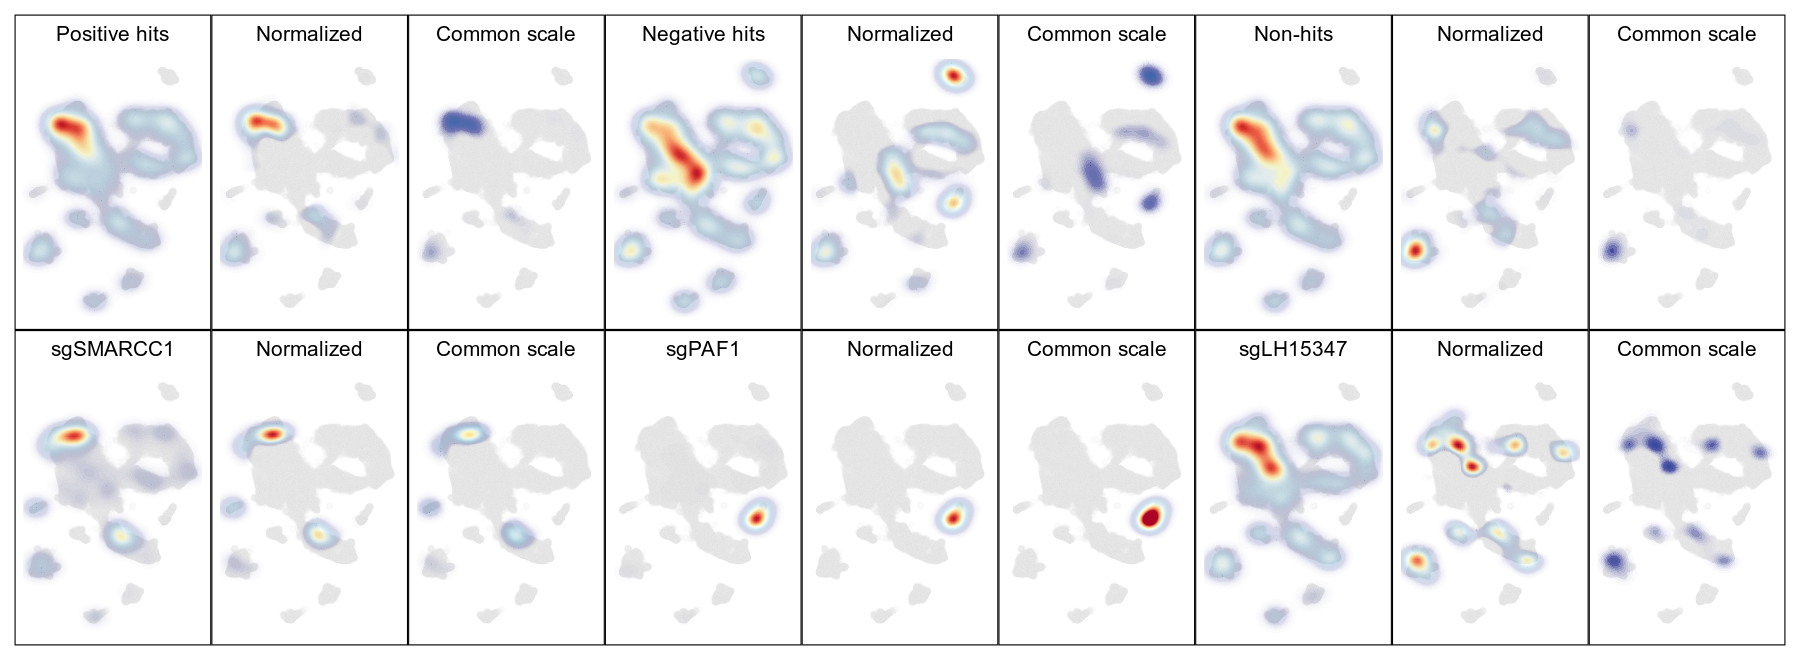 Positive hits
Normalized
Common scale
Negative hits
Normalized
Common scale
Non-hits
Normalized
Common scale
sgSMARCC1
Normalized
Common scale
sgPAF1
Normalized
Common scale
sgLH15347
Normalized
Common scale